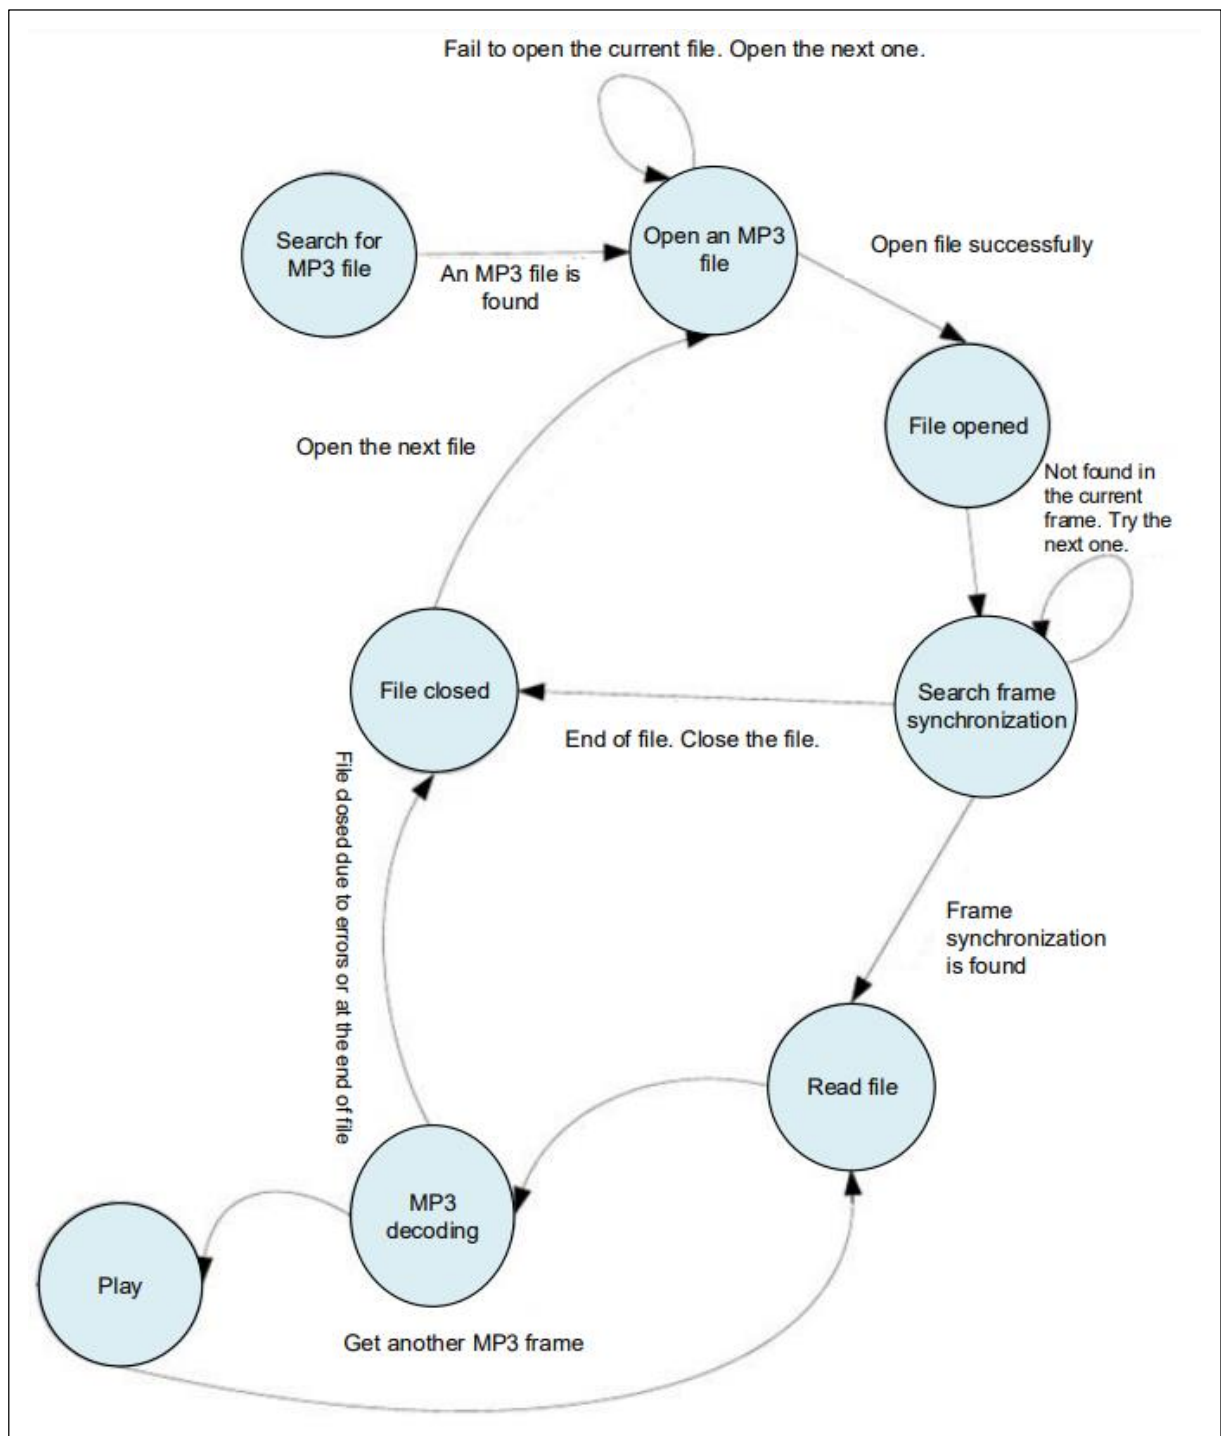 Fail to open the current file. Open the next one.
Search for
MP3 file
An MP3 file is
found
Open an MP3
file
Open file successfully
File opened
Not found in
the current
frame. Try the
next one.
Open the next file
File closed
Search frame
synchronization
End of file. Close the file.
File closed due to errors or at the end of file
Frame
synchronization
is found
Read file
MP3
decoding
Play
Get another MP3 frame